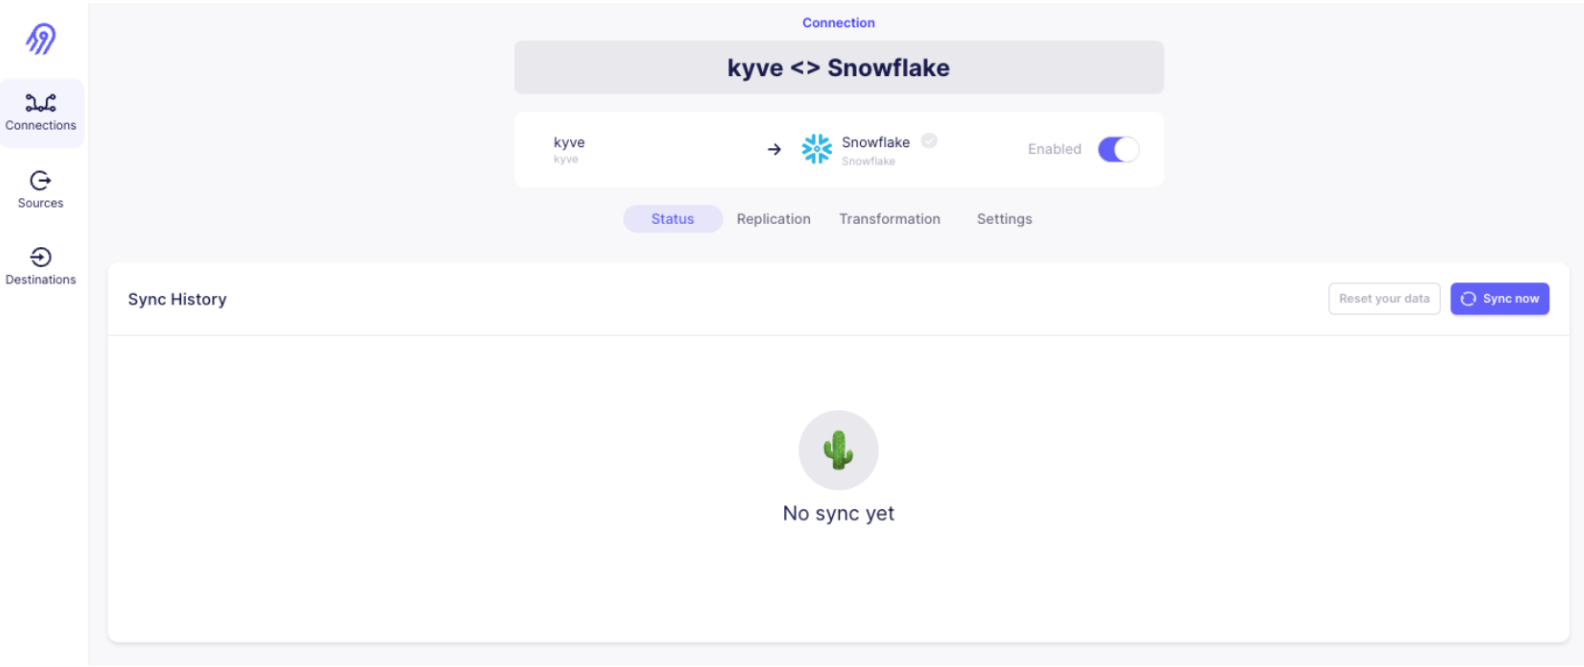 Connection
kyve <> Snowflake
Connections
kyve
kyve
Snowflake
Snowflake
Enabled
Sources
Status Replication Transformation Settings
Destinations
Sync History
Reset your data
Sync now
No sync yet